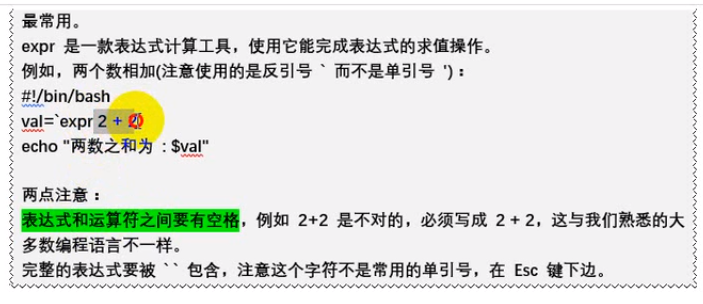 最常用。
expr 是一款表达式计算工具，使用它能完成表达式的求值操作。
例如，两个数相加(注意使用的是反引号 ` 而不是单引号 ')：
#!/bin/bash
val=`expr 2 + 2`
echo "两数之和为 : $val"
两点注意：
表达式和运算符之间要有空格，例如 2+2 是不对的，必须写成 2 + 2，这与我们熟悉的大
多数编程语言不一样。
完整的表达式要被 `` 包含，注意这个字符不是常用的单引号，在 Esc 键下边。